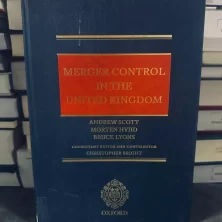 MERGER CONTROL
IN THE
UNITED KINGDOM
ANDREW SCOTT
MORTEN HVIID
BRUCE LYONS
CONSULTANT EDITOR AND CONTRIBUTOR
CHRISTOPHER BRIGHT
OXFORD